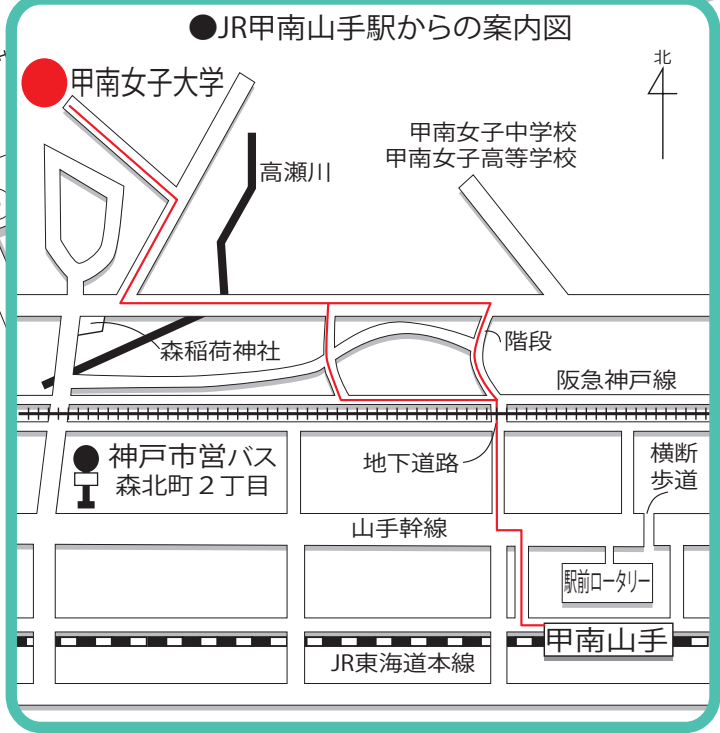 ●JR甲南山手駅からの案内図
北
甲南女子大学
甲南女子中学校
甲南女子高等学校
高瀬川
森稲荷神社
階段
阪急神戸線
神戸市営バス
森北町２丁目
地下道路
横断
歩道
山手幹線
駅前ロータリー
甲南山手
JR東海道本線